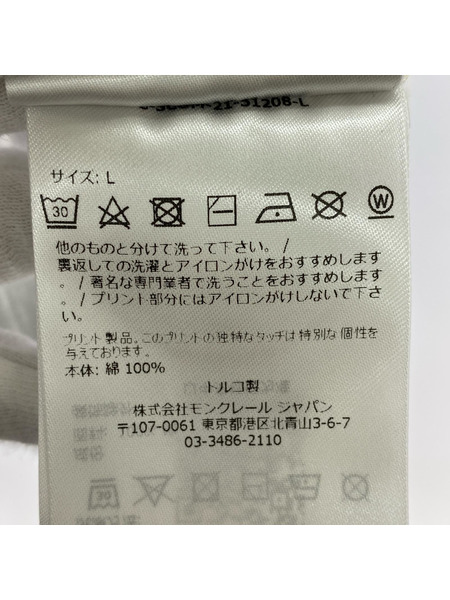 21-31208-L
サイズ: L
30
W
他のものと分けて洗って下さい。/
裏返しての洗濯とアイロンがけをおすすめします
。/ 著名な専門業者で洗うことをおすすめします
。/ プリント部分にはアイロンがけしないで下さ
い。
プリント製品。このプリントの独特なタッチは特別な個性を
与えております。
本体: 綿 100%
トルコ製
株式会社モンクレール ジャパン
〒107-0061 東京都港区北青山3-6-7
03-3486-2110
30